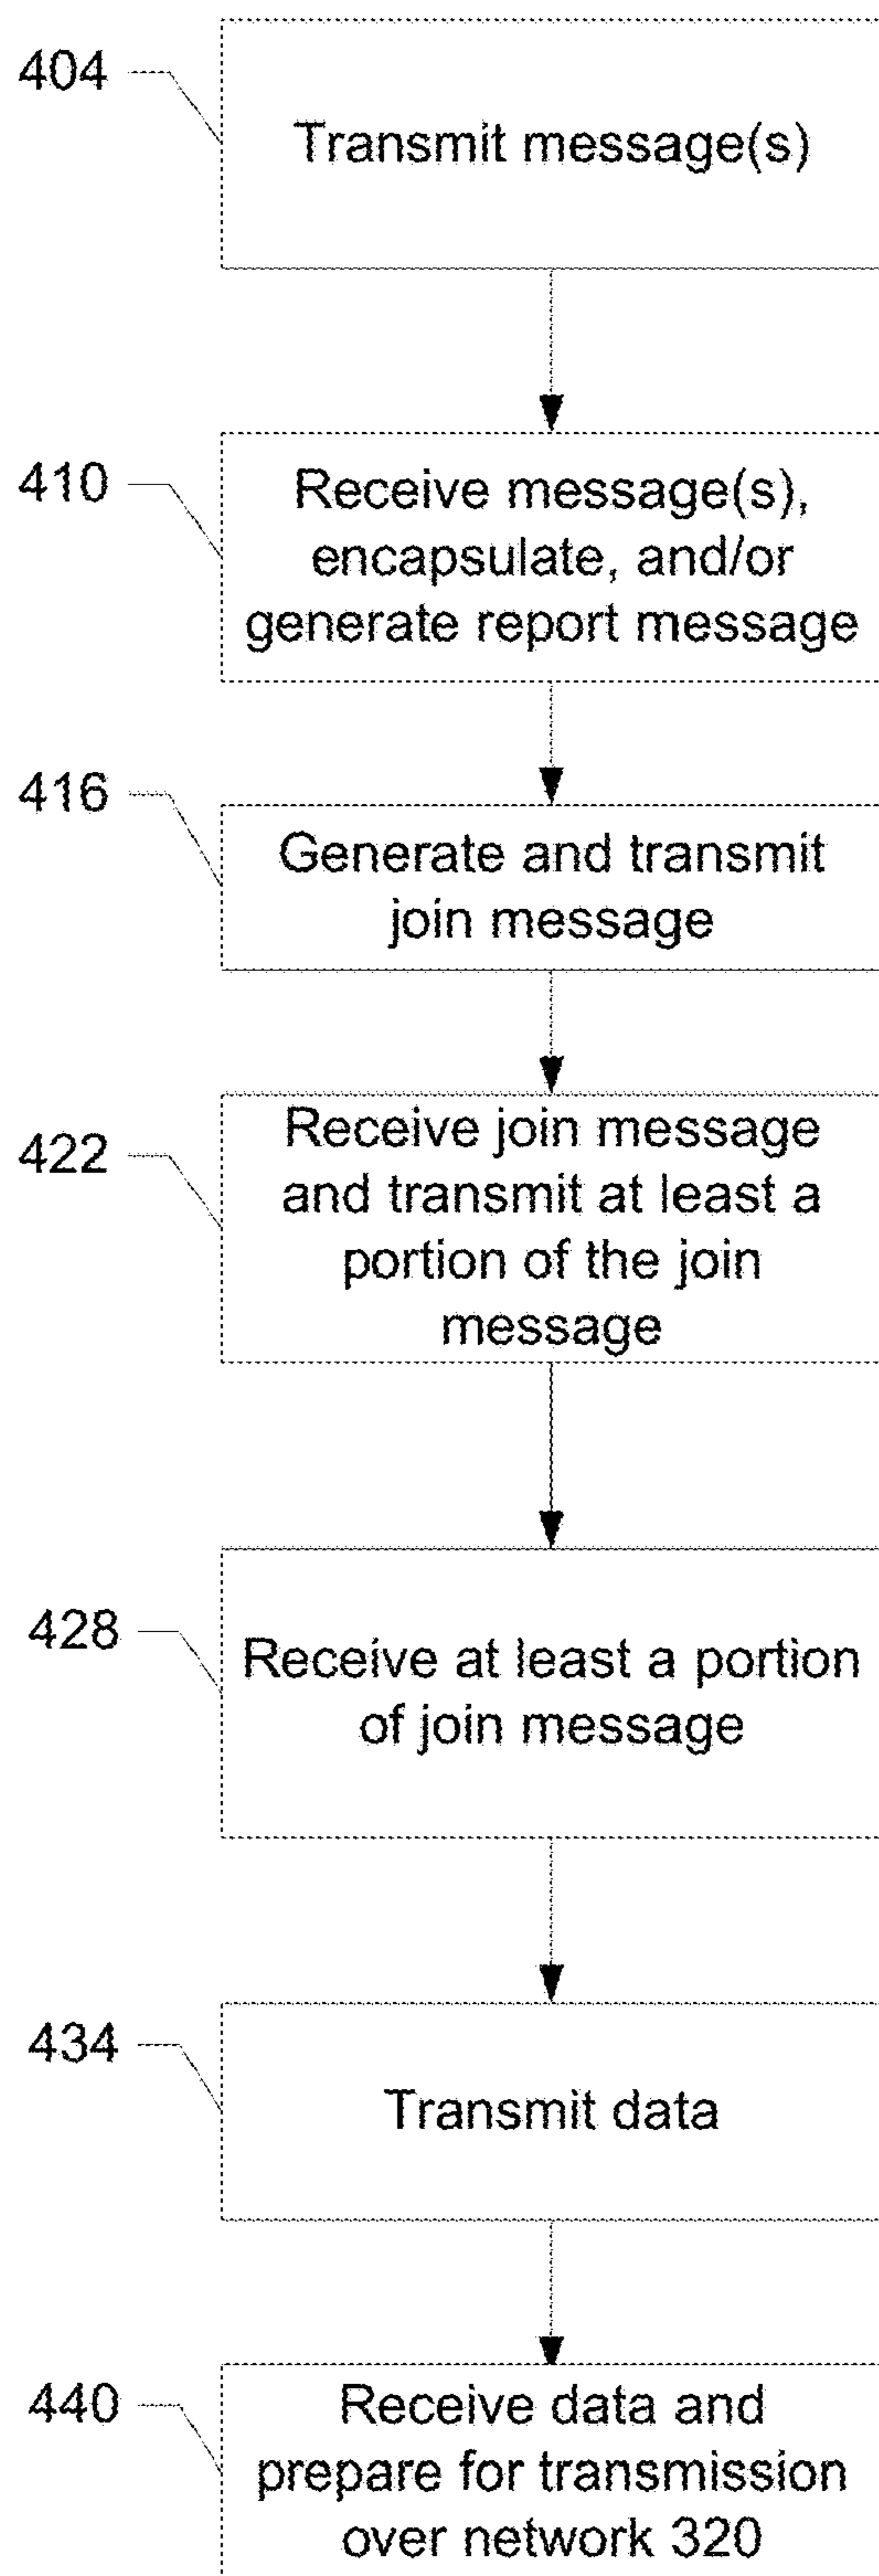 404
Transmit message(s)
410
Receive message(s),
encapsulate, and/or
generate report message
416
Generate and transmit
join message
422
Receive join message
and transmit at least a
portion of the join
message
428
Receive at least a portion
of join message
434
Transmit data
440
Receive data and
prepare for transmission
over network 320